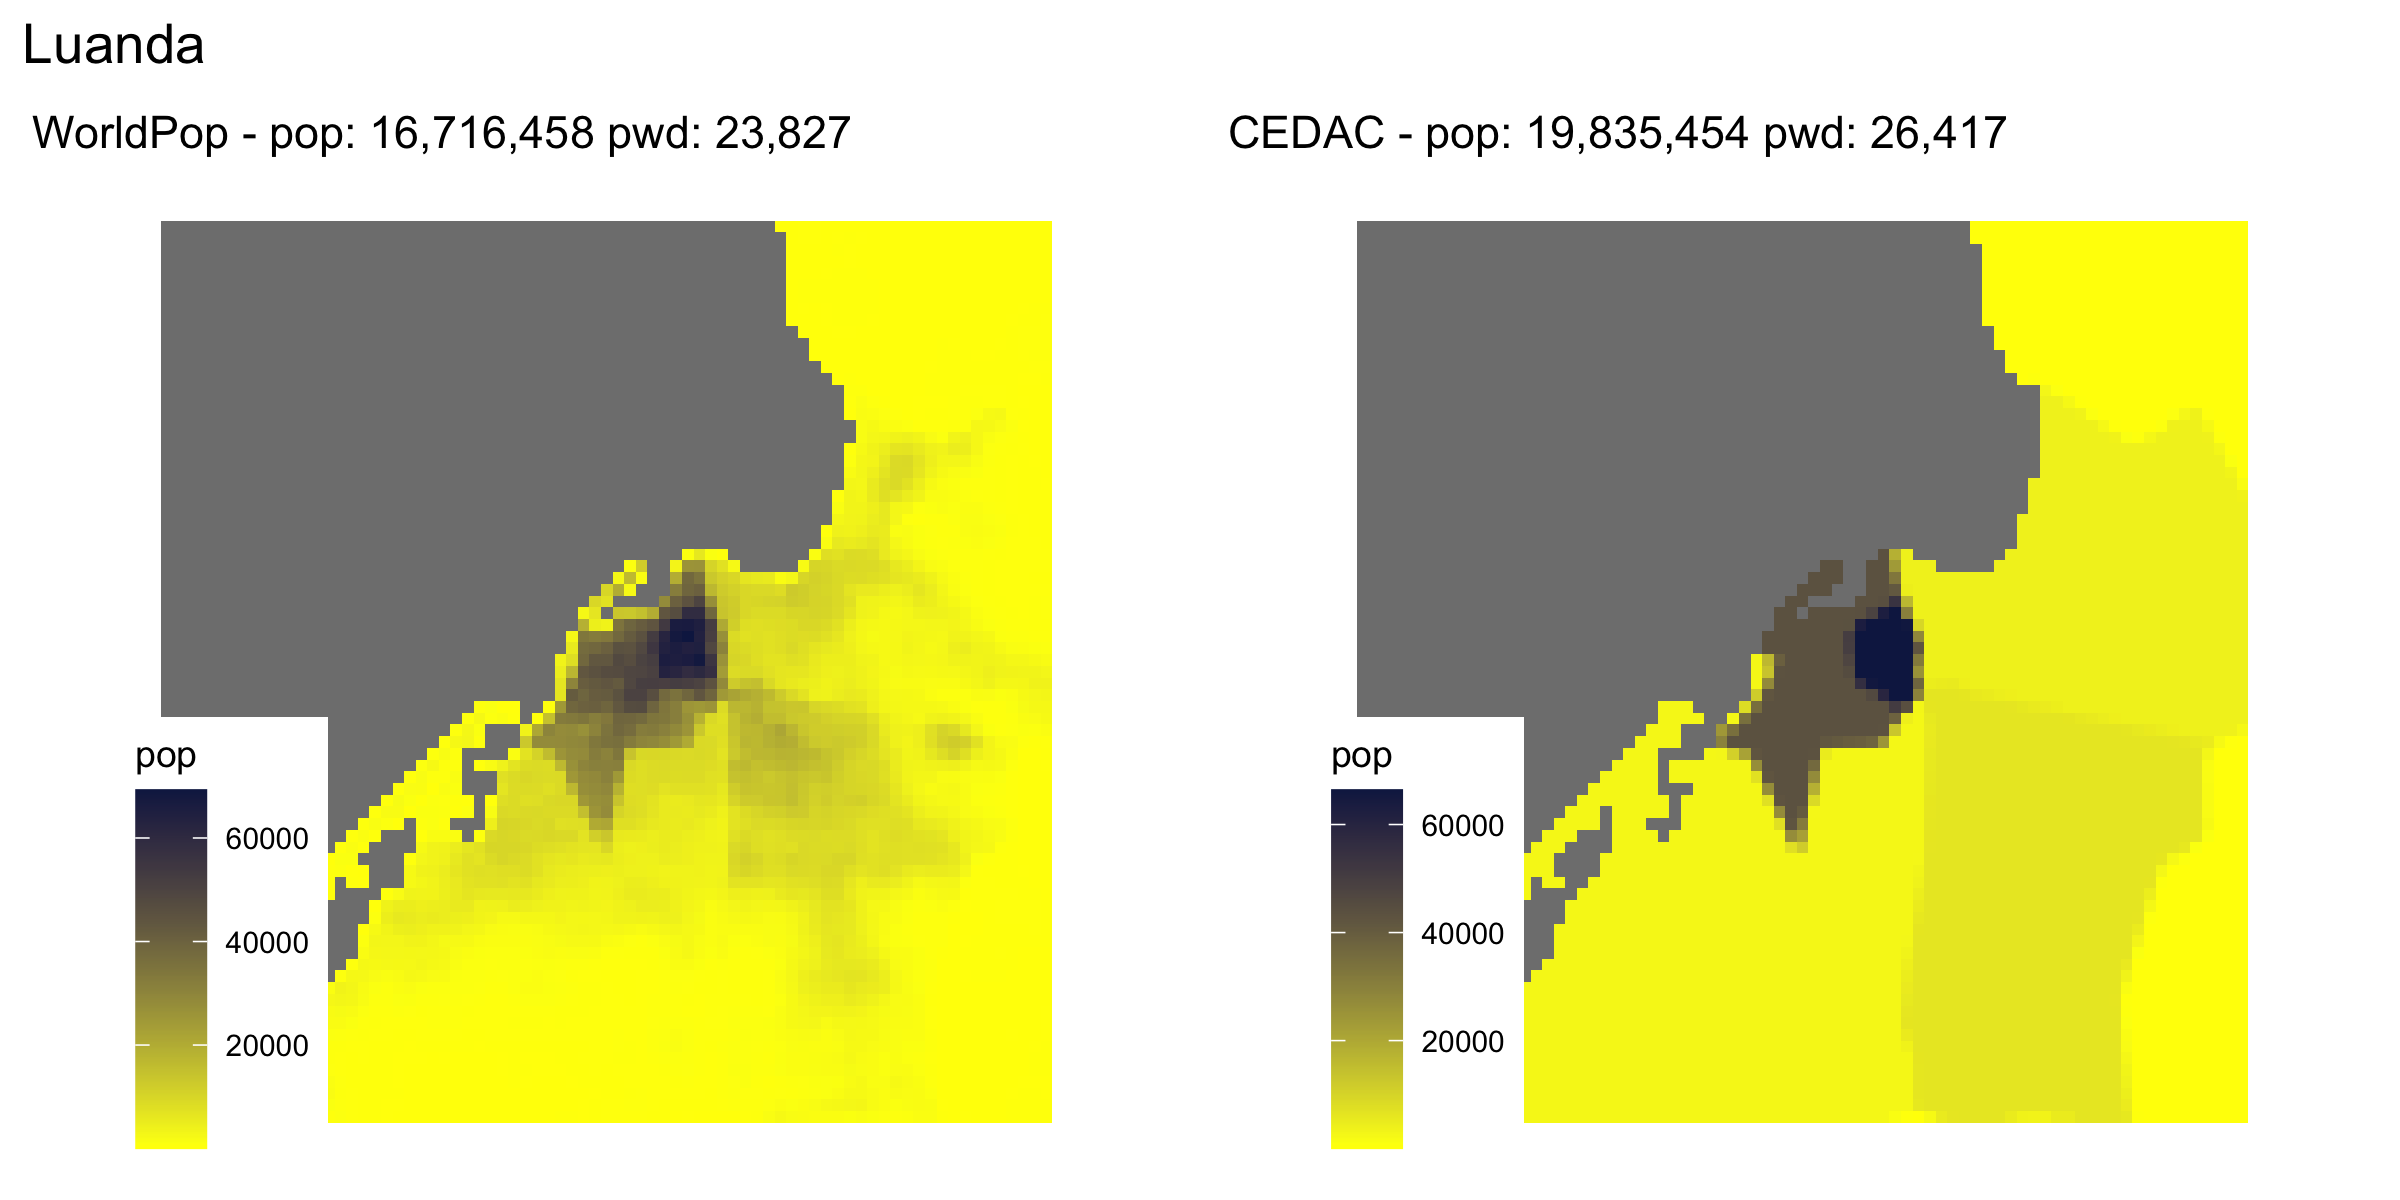 Luanda
WorldPop - pop: 16,716,458 pwd: 23,827
pop
60000
40000
20000
CEDAC - pop: 19,835,454 pwd: 26,417
pop
60000
40000
20000